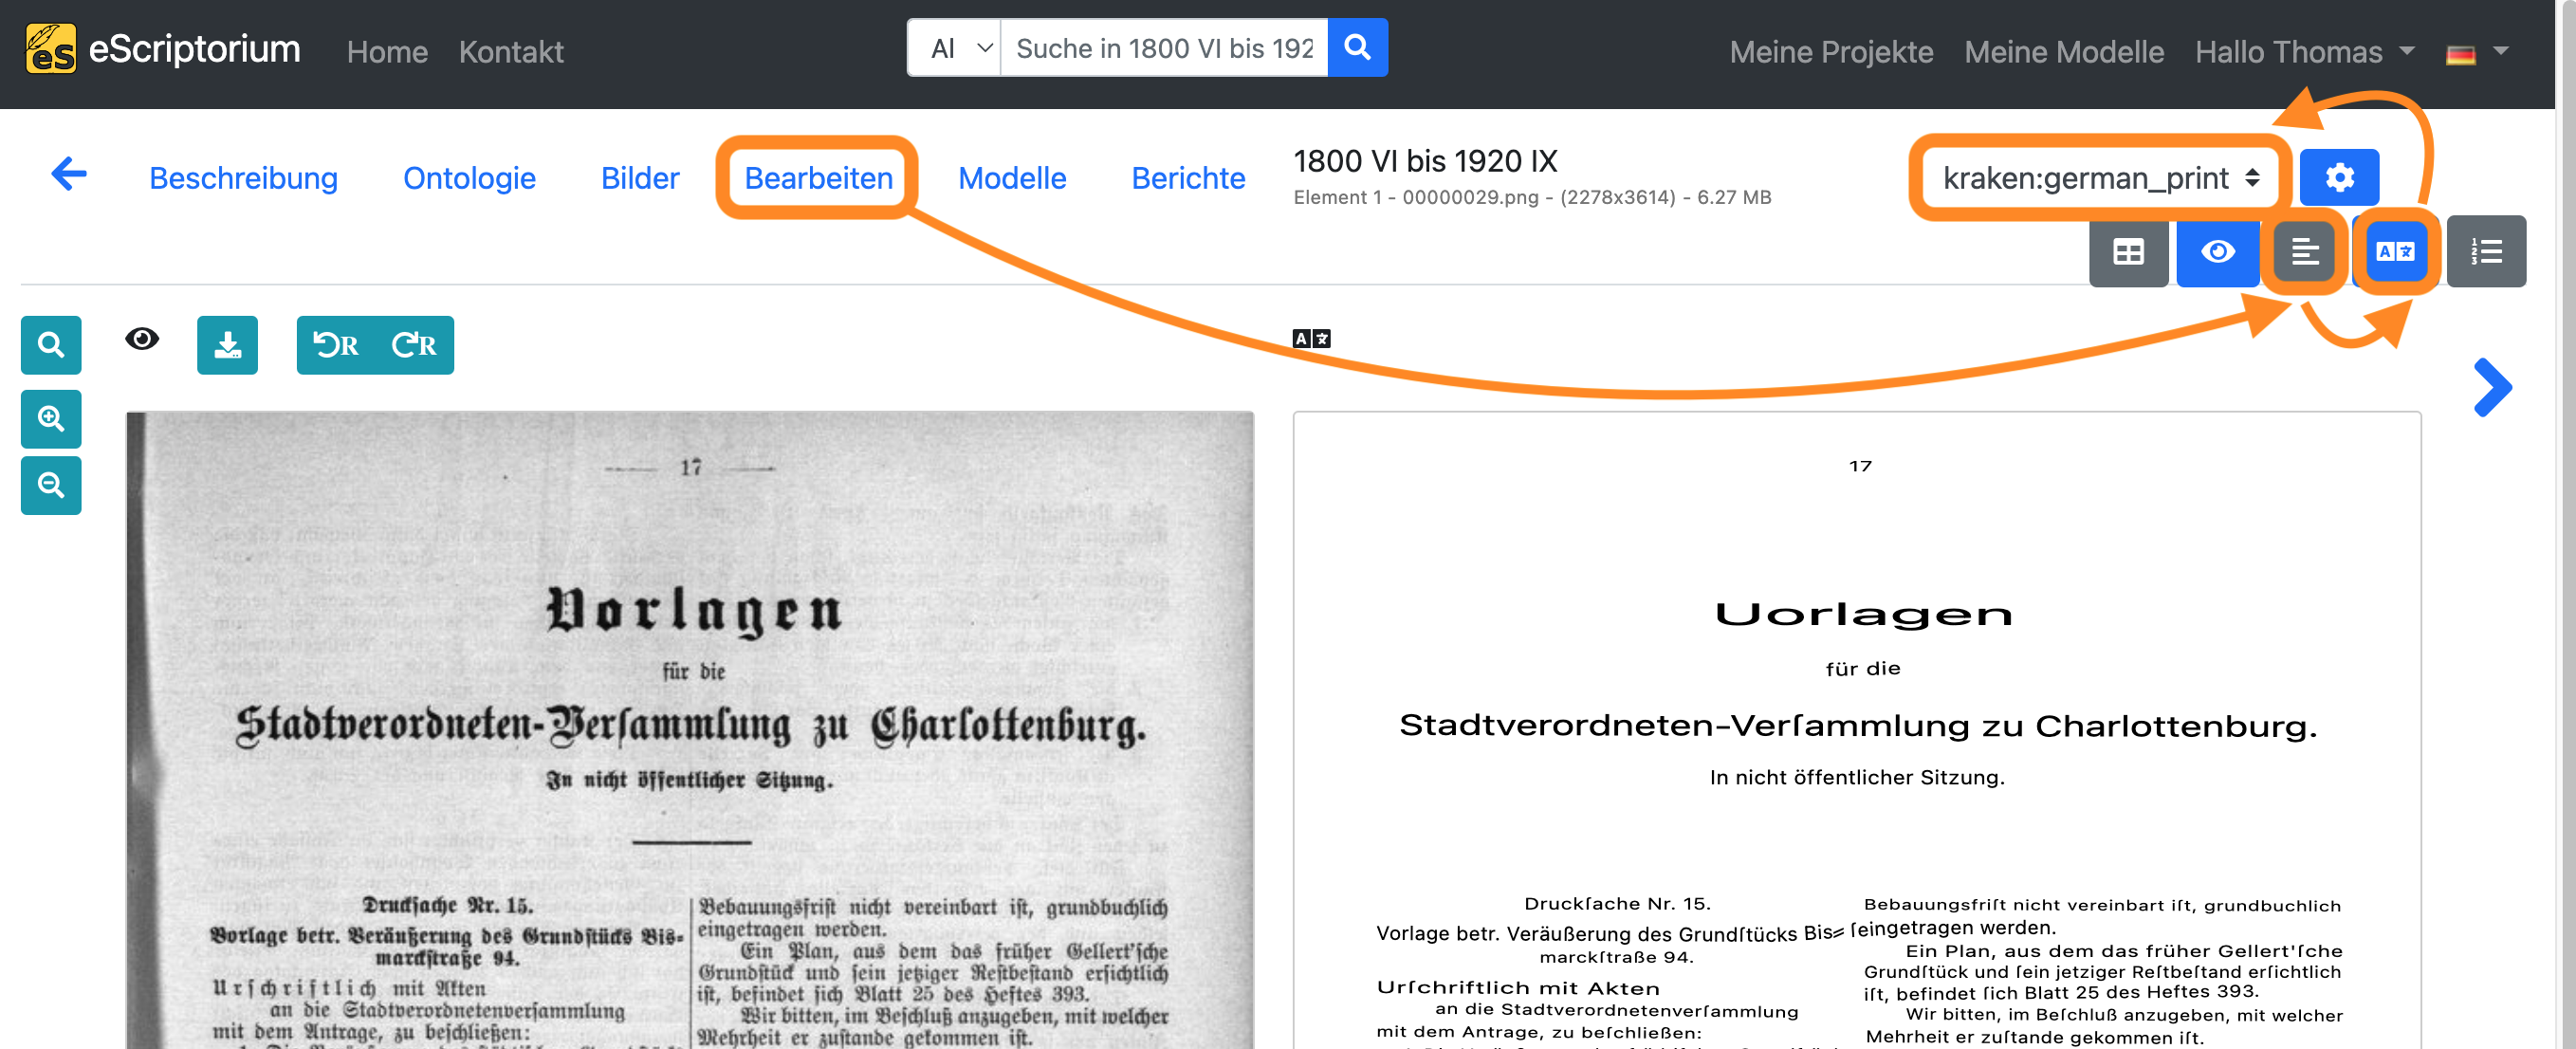 eScriptorium Home Kontakt Al Suche in 1800 VI bis 192 Meine Projekte Meine Modelle Hallo Thomas
Beschreibung Ontologie Bilder Bearbeiten Modelle Berichte
1800 VI bis 1920 IX
Element 1 - 00000029.png - (2278x3614) - 6.27 MB
kraken:german_print
R R
17
Vorlagen
für die
Stadtverordneten-Verſammlung zu Charlottenburg.
In nicht öffentlicher Sitzung.
Druckſache Nr. 15.
Vorlage betr. Veräußerung des Grundſtücks Bis=
marckſtraße 94.
Urſchriftlich mit Akten
an die Stadtverordnetenverſammlung
mit dem Antrage, zu beſchließen:
Bebauungsfriſt nicht vereinbart iſt, grundbuchlich
eingetragen werden.
Ein Plan, aus dem das früher Gellert'ſche
Grundſtück und ſein jetziger Reſtbeſtand erſichtlich
iſt, befindet ſich Blatt 25 des Heftes 393.
Wir bitten, im Beſchluß anzugeben, mit welcher
Mehrheit er zuſtande gekommen iſt.
17
Uorlagen
für die
Stadtverordneten-Verſammlung zu Charlottenburg.
In nicht öffentlicher Sitzung.
Druckſache Nr. 15.
Vorlage betr. Veräußerung des Grundſtücks Bis=
marckſtraße 94.
Urſchriftlich mit Akten
an die Stadtverordnetenverſammlung
mit dem Antrage, zu beſchließen:
Bebauungsfriſt nicht vereinbart iſt, grundbuchlich
ſeingetragen werden.
Ein Plan, aus dem das früher Gellert'ſche
Grundſtück und ſein jetziger Reſtbeſtand erſichtlich
iſt, befindet ſich Blatt 25 des Heftes 393.
Wir bitten, im Beſchluß anzugeben, mit welcher
Mehrheit er zuſtande gekommen iſt.